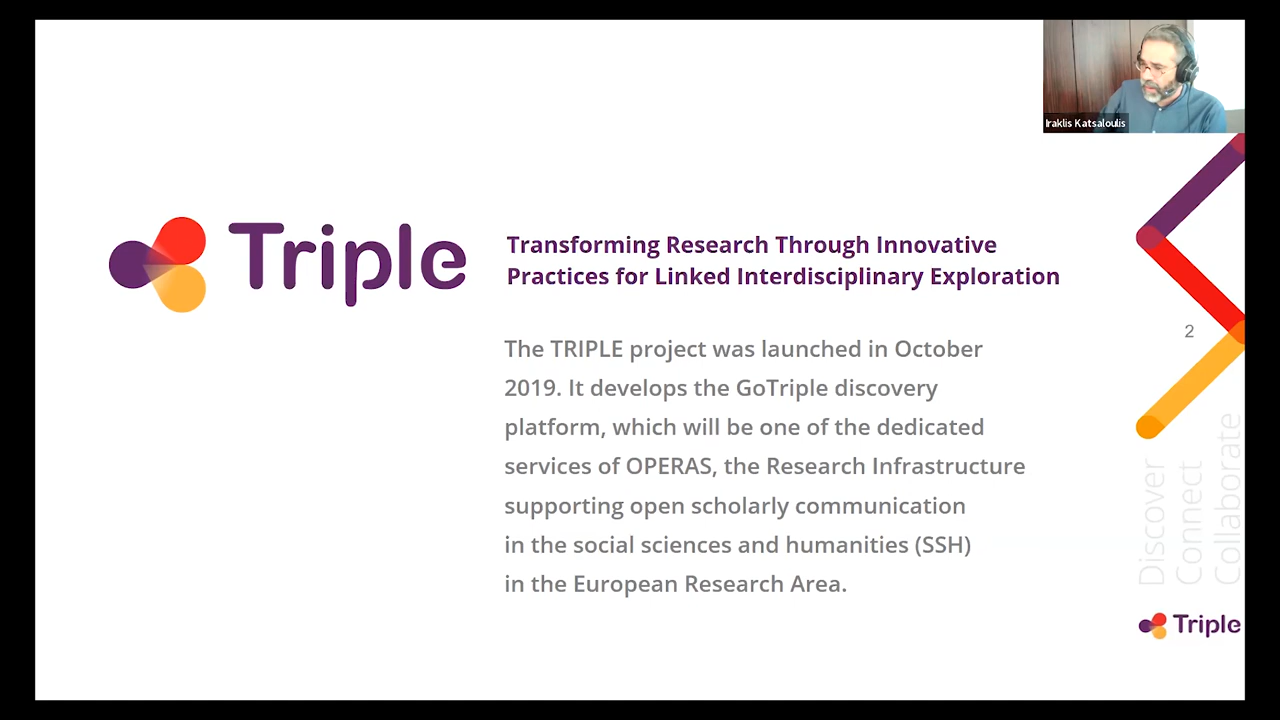 Iraklis Katsaloulis
Triple
Transforming Research Through Innovative
Practices for Linked Interdisciplinary Exploration
The TRIPLE project was launched in October
2019. It develops the GoTriple discovery
platform, which will be one of the dedicated
services of OPERAS, the Research Infrastructure
supporting open scholarly communication
in the social sciences and humanities (SSH)
in the European Research Area.
2
Discover
Connect
Collaborate
Triple